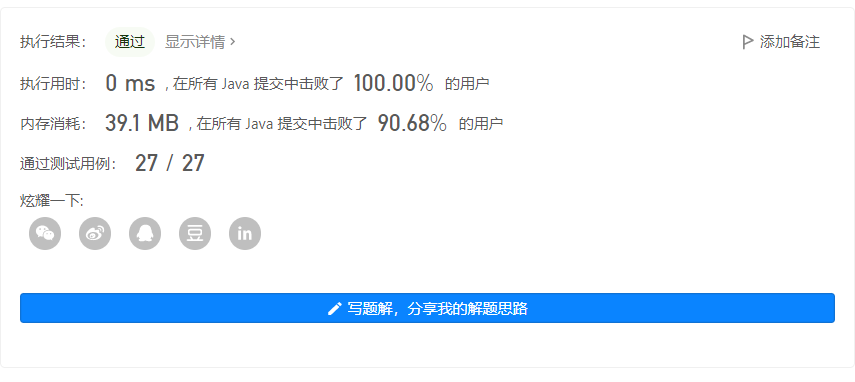 执行结果： 通过 显示详情 > 添加备注
执行用时： 0 ms , 在所有 Java 提交中击败了 100.00% 的用户
内存消耗： 39.1 MB , 在所有 Java 提交中击败了 90.68% 的用户
通过测试用例： 27 / 27
炫耀一下:
豆 in
写题解，分享我的解题思路